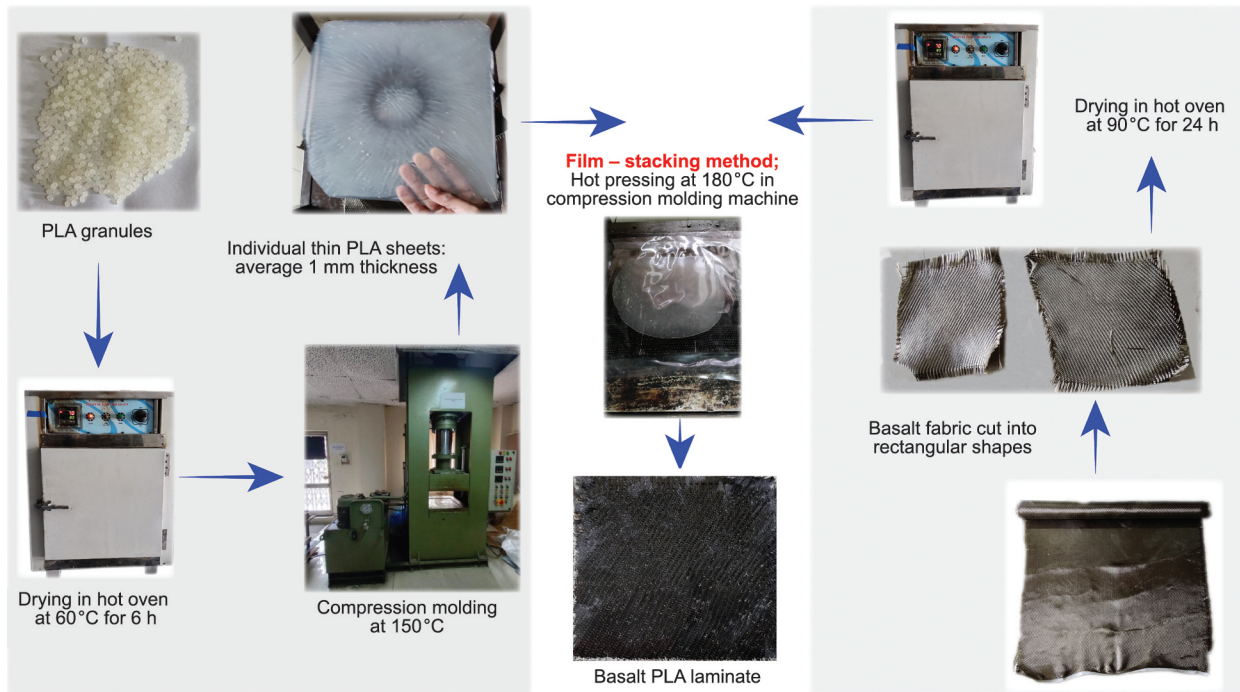 PLA granules
Individual thin PLA sheets:
average 1 mm thickness
Drying in hot oven
at 60°C for 6 h
Compression molding
at 150°C
Film – stacking method;
Hot pressing at 180°C in
compression molding machine
Basalt PLA laminate
Drying in hot oven
at 90°C for 24 h
Basalt fabric cut into
rectangular shapes